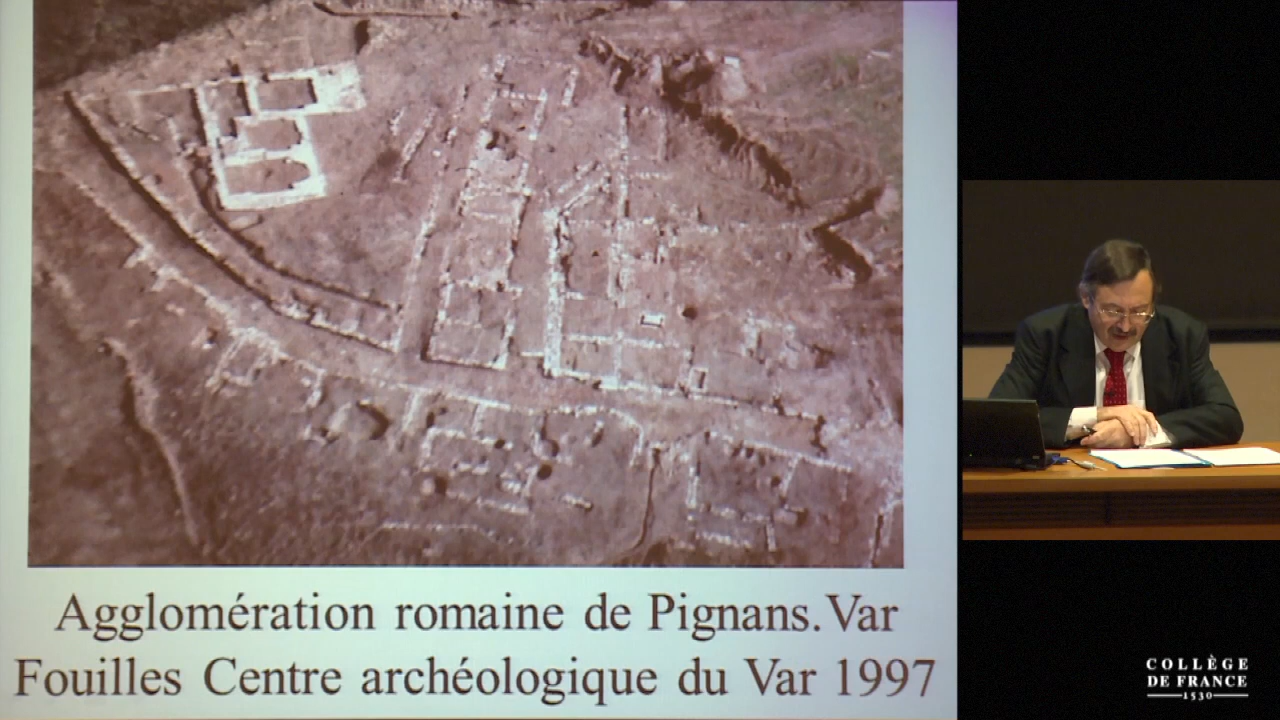 Agglomération romaine de Pignans.Var
Fouilles Centre archéologique du Var 1997
COLLÈGE
DE FRANCE
1530